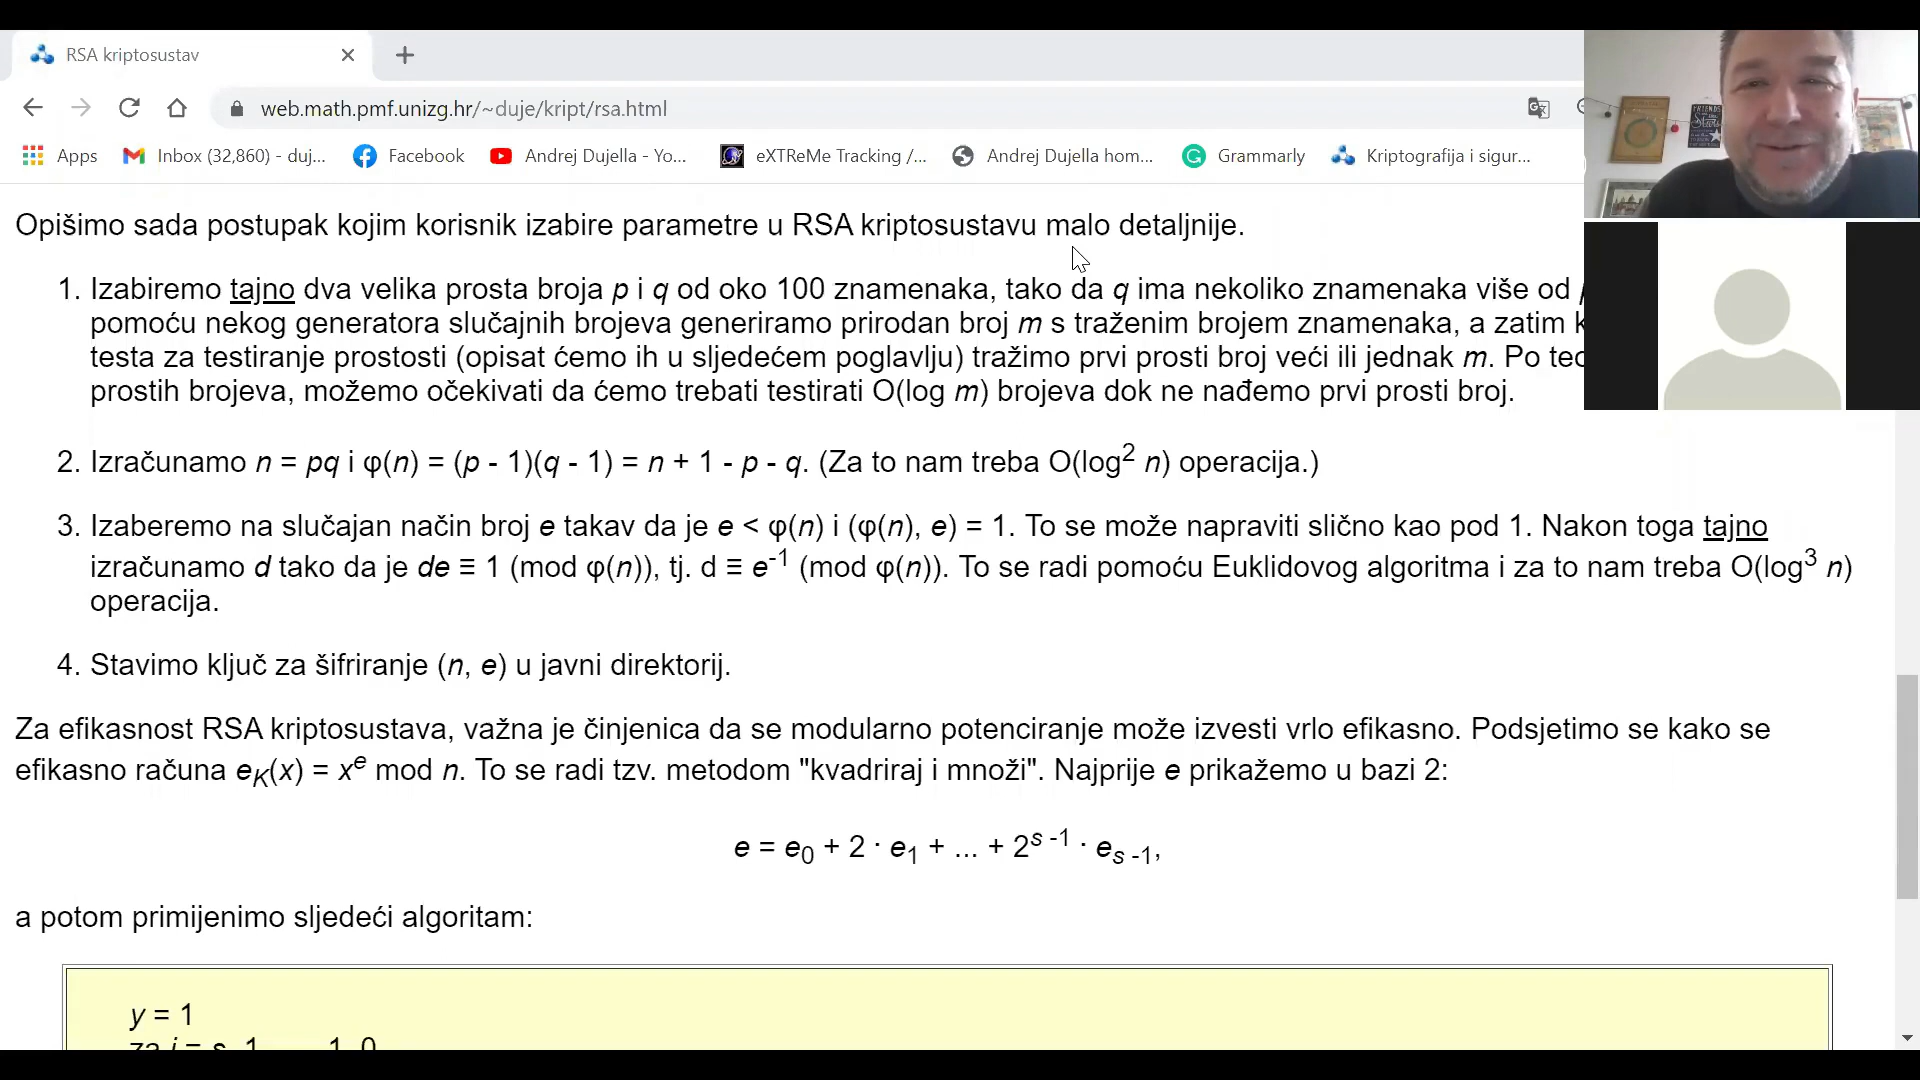 RSA kriptosustav
web.math.pmf.unizg.hr/~duje/kript/rsa.html
Apps Inbox (32,860) - duj... Facebook Andrej Dujella - Yo... eXTReMe Tracking /... Andrej Dujella hom... Grammarly Kriptografija i sigur...
Opišimo sada postupak kojim korisnik izabire parametre u RSA kriptosustavu malo detaljnije.
1. Izabiremo tajno dva velika prosta broja p i q od oko 100 znamenaka, tako da q ima nekoliko znamenaka više od
pomoću nekog generatora slučajnih brojeva generiramo prirodan broj m s traženim brojem znamenaka, a zatim
testa za testiranje prostosti (opisat ćemo ih u sljedećem poglavlju) tražimo prvi prosti broj veći ili jednak m. Po
prostih brojeva, možemo očekivati da ćemo trebati testirati O(log m) brojeva dok ne nađemo prvi prosti broj.
2. Izračunamo n = pq i φ(n) = (p - 1)(q - 1) = n + 1 - p - q. (Za to nam treba O(log² n) operacija.)
3. Izaberemo na slučajan način broj e takav da je e < φ(n) i (φ(n), e) = 1. To se može napraviti slično kao pod 1. Nakon toga tajno
izračunamo d tako da je de ≡ 1 (mod φ(n)), tj. d ≡ e⁻¹ (mod φ(n)). To se radi pomoću Euklidovog algoritma i za to nam treba O(log³ n)
operacija.
4. Stavimo ključ za šifriranje (n, e) u javni direktorij.
Za efikasnost RSA kriptosustava, važna je činjenica da se modularno potenciranje može izvesti vrlo efikasno. Podsjetimo se kako se
efikasno računa e_K(x) = x^e mod n. To se radi tzv. metodom "kvadriraj i množi". Najprije e prikažemo u bazi 2:
e = e₀ + 2 · e₁ + ... + 2^(s -1) · e_(s -1),
a potom primijenimo sljedeći algoritam:
y = 1